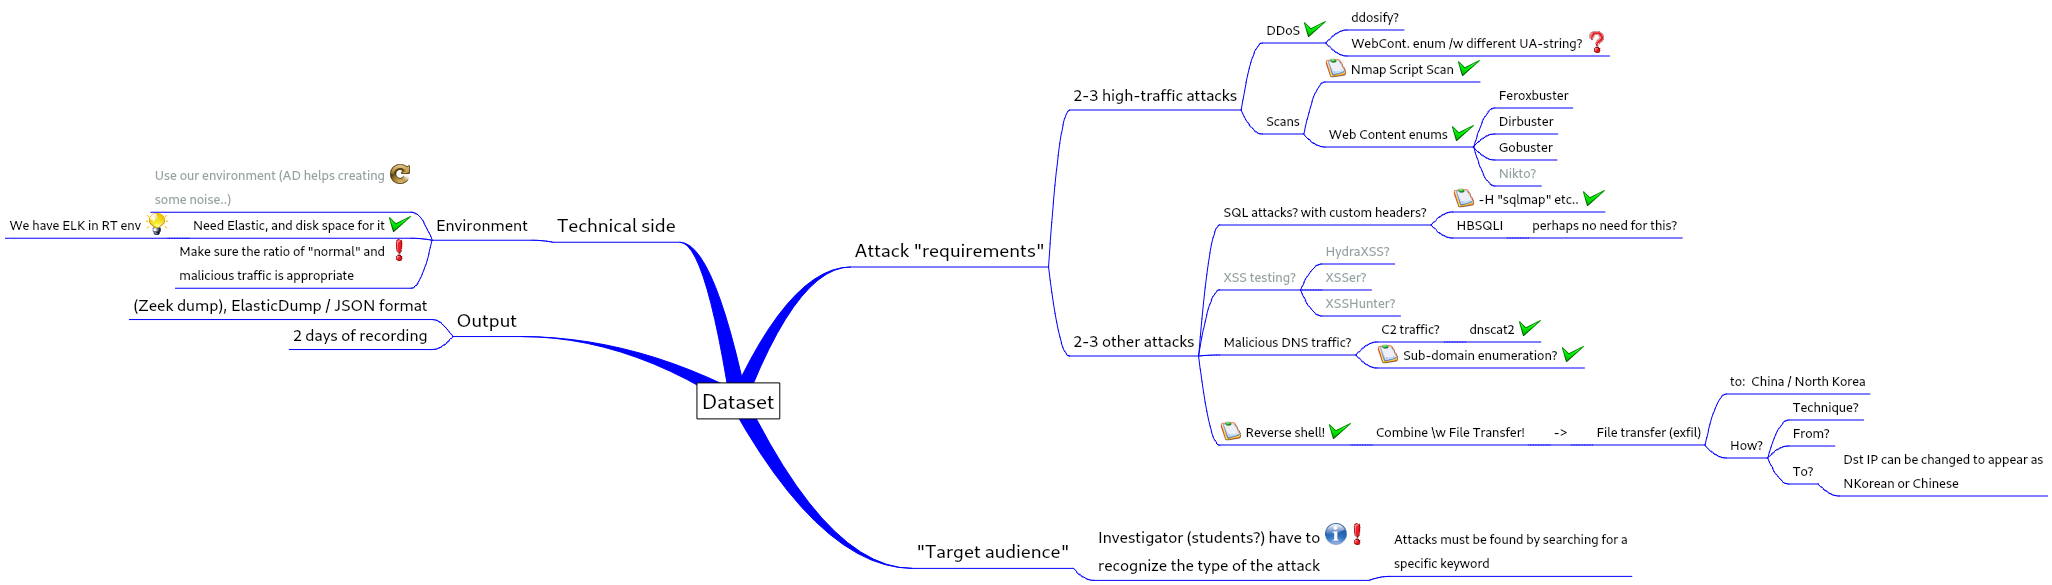 Dataset
Technical side
Environment
Use our environment (AD helps creating
some noise..)
Need Elastic, and disk space for it
We have ELK in RT env
Make sure the ratio of "normal" and
malicious traffic is appropriate
Output
(Zeek dump), ElasticDump / JSON format
2 days of recording
Attack "requirements"
2-3 high-traffic attacks
DDoS
ddosify?
WebCont. enum /w different UA-string?
Scans
Nmap Script Scan
Web Content enums
Feroxbuster
Dirbuster
Gobuster
Nikto?
2-3 other attacks
SQL attacks? with custom headers?
-H "sqlmap" etc..
HBSQLI
perhaps no need for this?
XSS testing?
HydraXSS?
XSSer?
XSSHunter?
Malicious DNS traffic?
C2 traffic?
dnscat2
Sub-domain enumeration?
Reverse shell!
Combine \w File Transfer!
->
File transfer (exfil)
to:  China / North Korea
How?
Technique?
From?
To?
Dst IP can be changed to appear as
NKorean or Chinese
"Target audience"
Investigator (students?) have to
recognize the type of the attack
Attacks must be found by searching for a
specific keyword